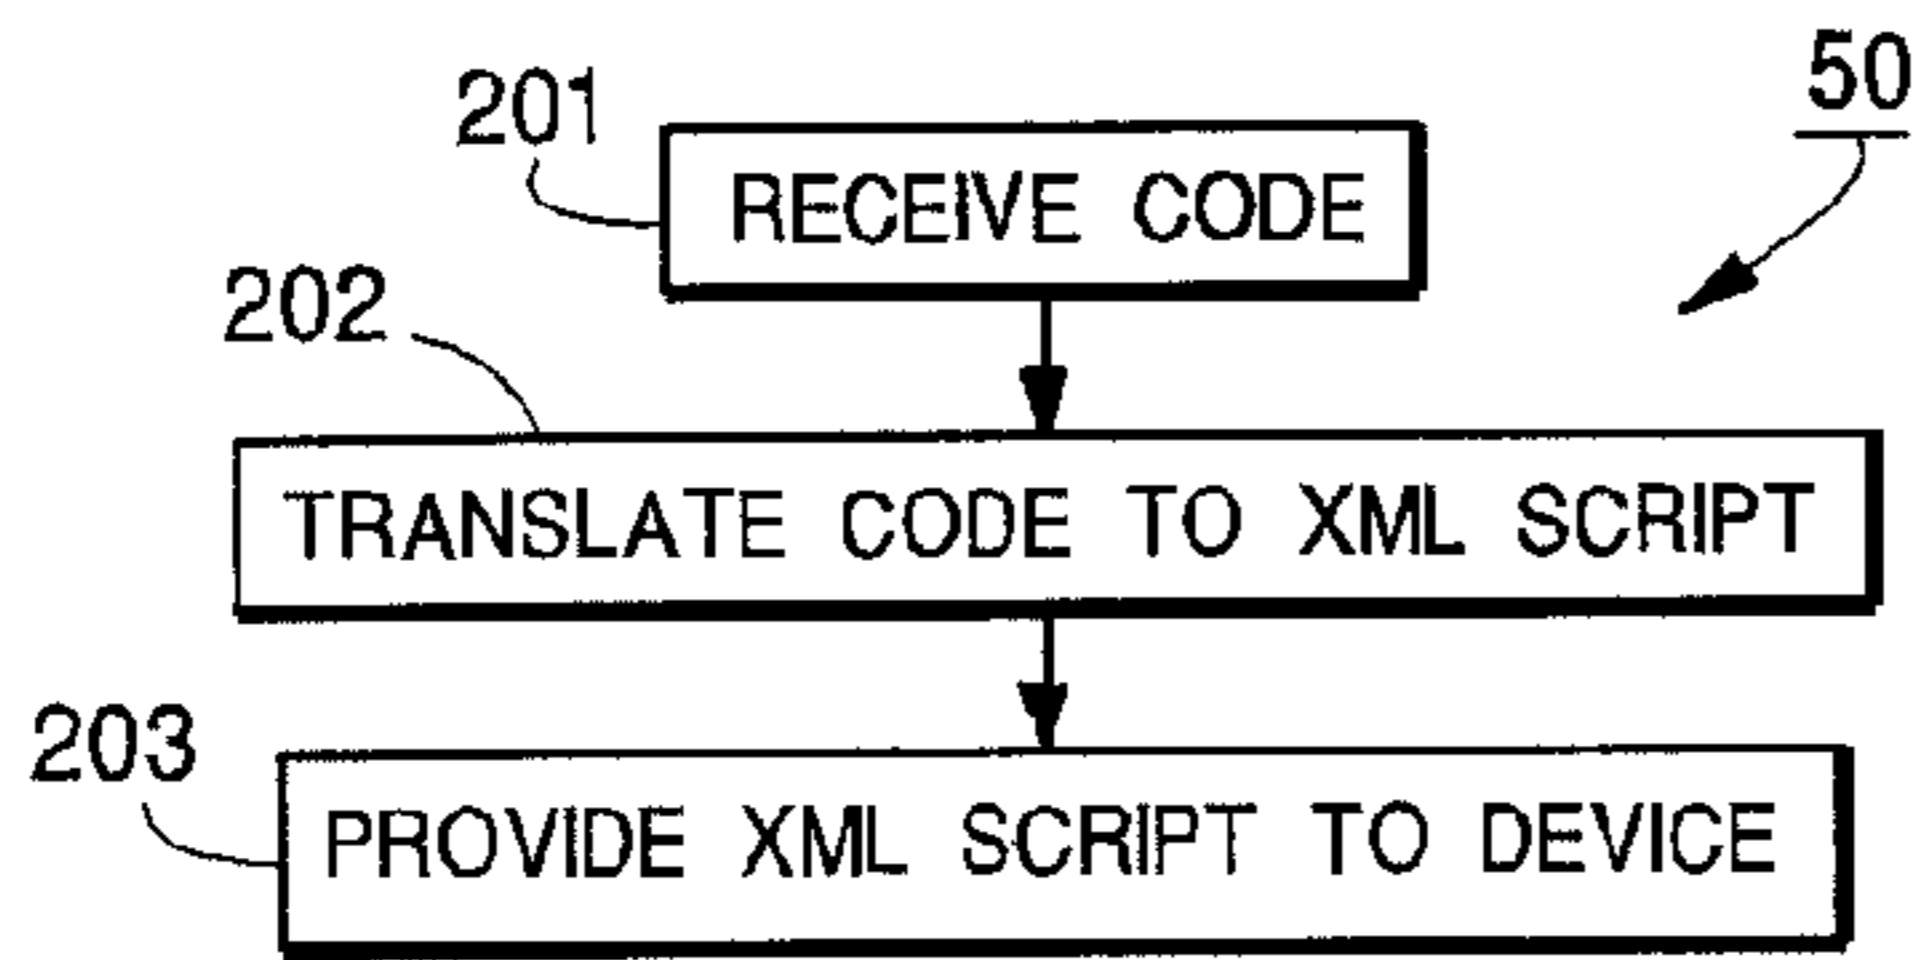 50
201
RECEIVE CODE
202
TRANSLATE CODE TO XML SCRIPT
203
PROVIDE XML SCRIPT TO DEVICE